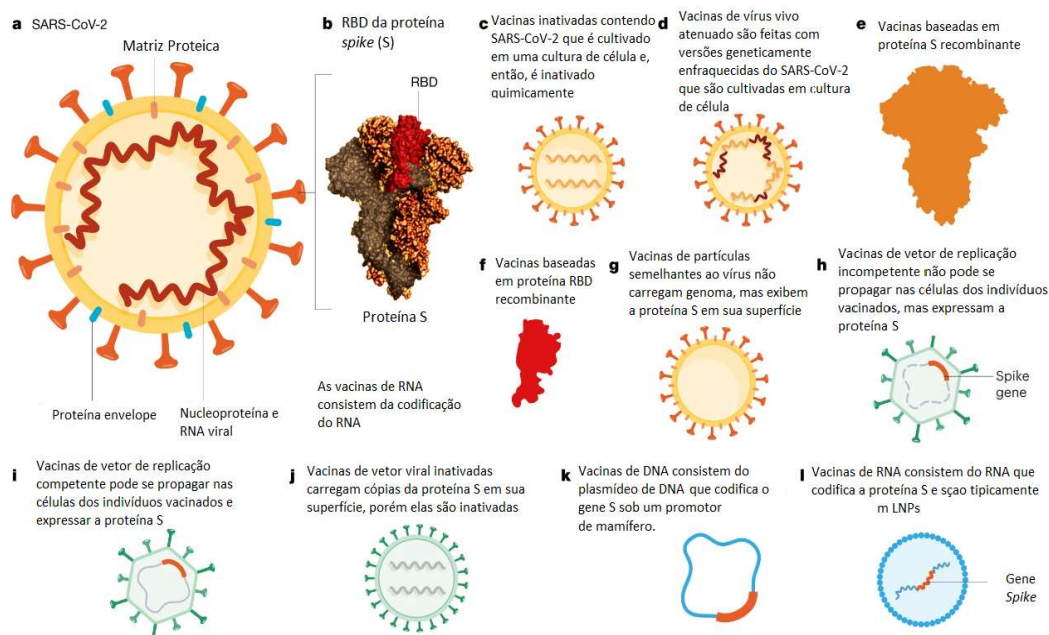 a SARS-CoV-2
Matriz Proteica
Proteína envelope
Nucleoproteína e
RNA viral
b RBD da proteína
spike (S)
RBD
Proteína S
As vacinas de RNA
consistem da codificação
do RNA
c Vacinas inativadas contendo
SARS-CoV-2 que é cultivado
em uma cultura de célula e,
então, é inativado
quimicamente
d Vacinas de vírus vivo
atenuado são feitas com
versões geneticamente
enfraquecidas do SARS-CoV-2
que são cultivadas em cultura
de célula
e Vacinas baseadas em
proteína S recombinante
f Vacinas baseadas
em proteína RBD
recombinante
g Vacinas de partículas
semelhantes ao vírus não
carregam genoma, mas exibem
a proteína S em sua superfície
h Vacinas de vetor de replicação
incompetente não pode se
propagar nas células dos indivíduos
vacinados, mas expressam a
proteína S
Spike
gene
i Vacinas de vetor de replicação
competente pode se propagar nas
células dos indivíduos vacinados e
expressar a proteína S
j Vacinas de vetor viral inativadas
carregam cópias da proteína S em sua
superfície, porém elas são inativadas
k Vacinas de DNA consistem do
plasmídeo de DNA que codifica o
gene S sob um promotor
de mamífero.
l Vacinas de RNA consistem do RNA que
codifica a proteína S e sçao tipicamente
m LNPs
Gene
Spike